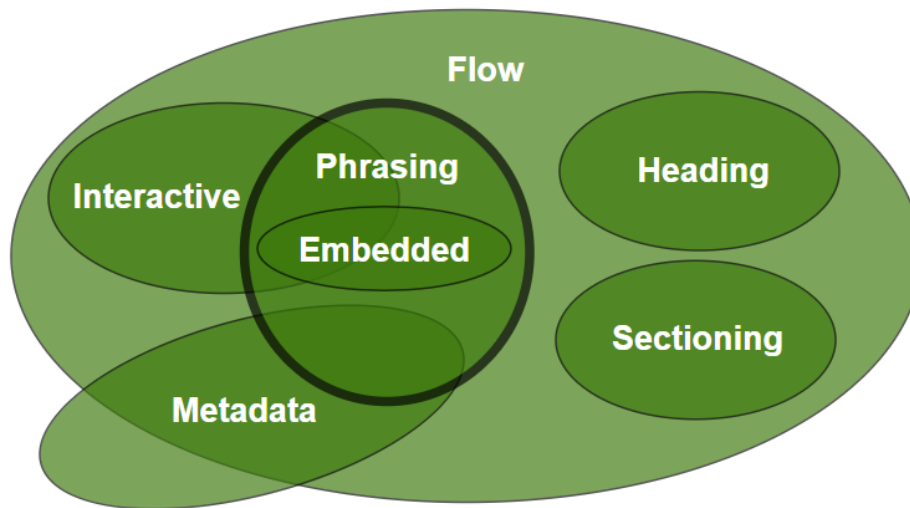 Flow
Phrasing
Heading
Interactive
Embedded
Sectioning
Metadata